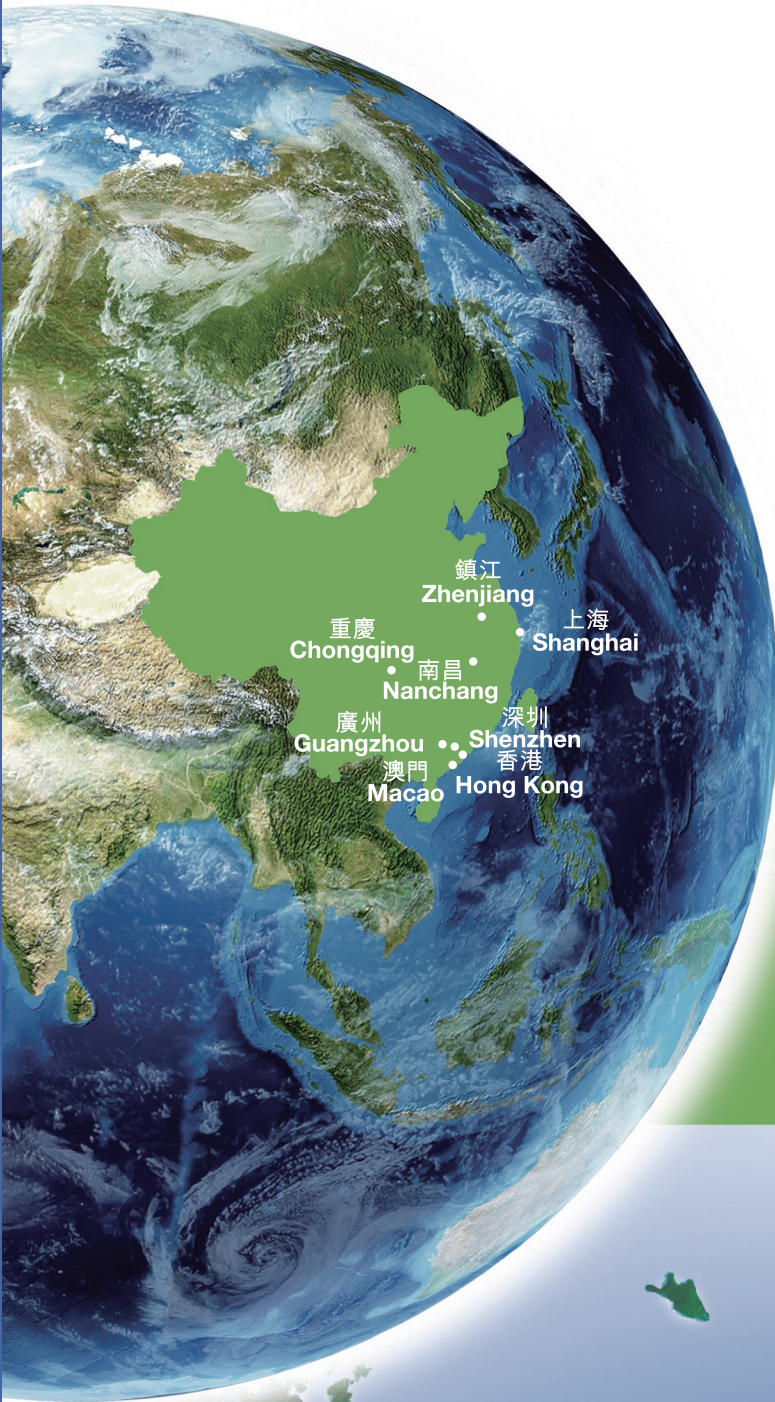 鎮江
Zhenjiang
上海
Shanghai
重慶
Chongqing
南昌
Nanchang
深圳
Shenzhen
廣州
Guangzhou
香港
Hong Kong
澳門
Macao